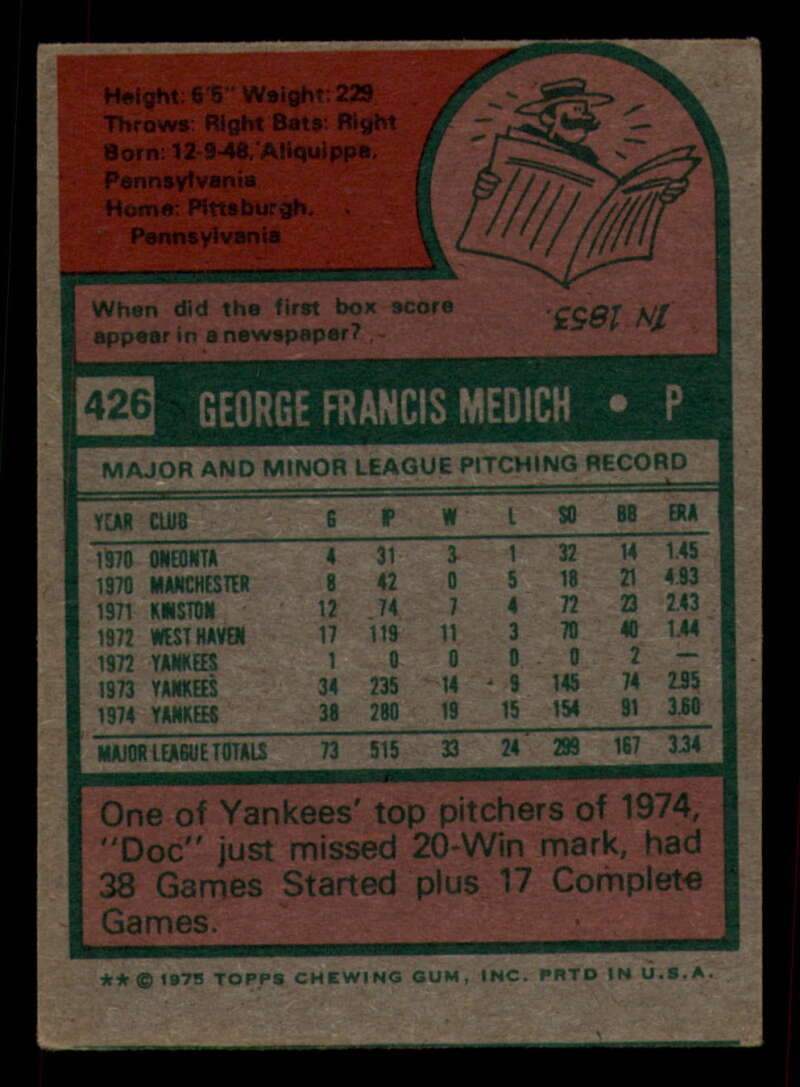 Height: 6'5" Weight: 229
Throws: Right Bats: Right
Born: 12-9-48, Aliquippa,
Pennsylvania
Home: Pittsburgh,
Pennsylvania
When did the first box score
appear in a newspaper?
IN 1853.
426 GEORGE FRANCIS MEDICH • P
MAJOR AND MINOR LEAGUE PITCHING RECORD
YEAR CLUB G IP W L SO BB ERA
1970 ONEONTA 4 31 3 1 32 14 1.45
1970 MANCHESTER 8 42 0 5 18 21 4.93
1971 KINSTON 12 74 7 4 72 23 2.43
1972 WEST HAVEN 17 119 11 3 70 40 1.44
1972 YANKEES 1 0 0 0 0 2 —
1973 YANKEES 34 235 14 9 145 74 2.95
1974 YANKEES 38 280 19 15 154 91 3.60
MAJOR LEAGUE TOTALS 73 515 33 24 299 167 3.34
One of Yankees' top pitchers of 1974,
"Doc" just missed 20-Win mark, had
38 Games Started plus 17 Complete
Games.
** © 1975 TOPPS CHEWING GUM, INC. PRTD IN U.S.A.